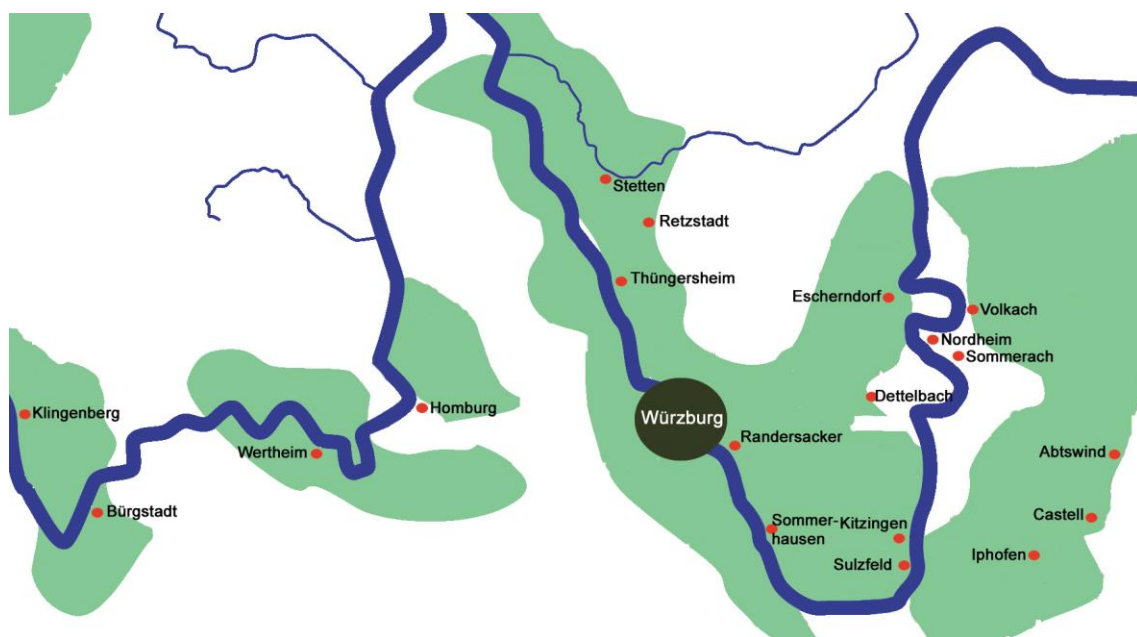 Stetten
Retzstadt
Thüngersheim
Escherndorf
Volkach
Nordheim
Sommerach
Dettelbach
Klingenberg
Homburg
Würzburg
Randersacker
Wertheim
Abtswind
Bürgstadt
Castell
Sommer-
hausen
Kitzingen
Iphofen
Sulzfeld